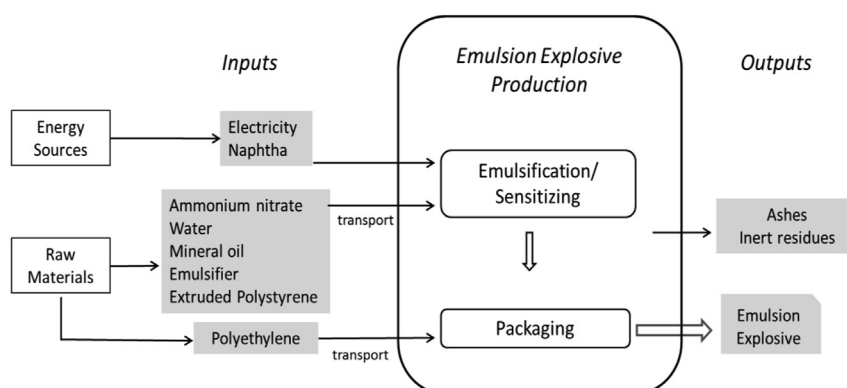 Inputs
Emulsion Explosive
Production
Outputs
Energy
Sources
Electricity
Naphtha
Emulsification/
Sensitizing
Raw
Materials
Ammonium nitrate
Water
Mineral oil
Emulsifier
Extruded Polystyrene
transport
Ashes
Inert residues
Polyethylene
transport
Packaging
Emulsion
Explosive